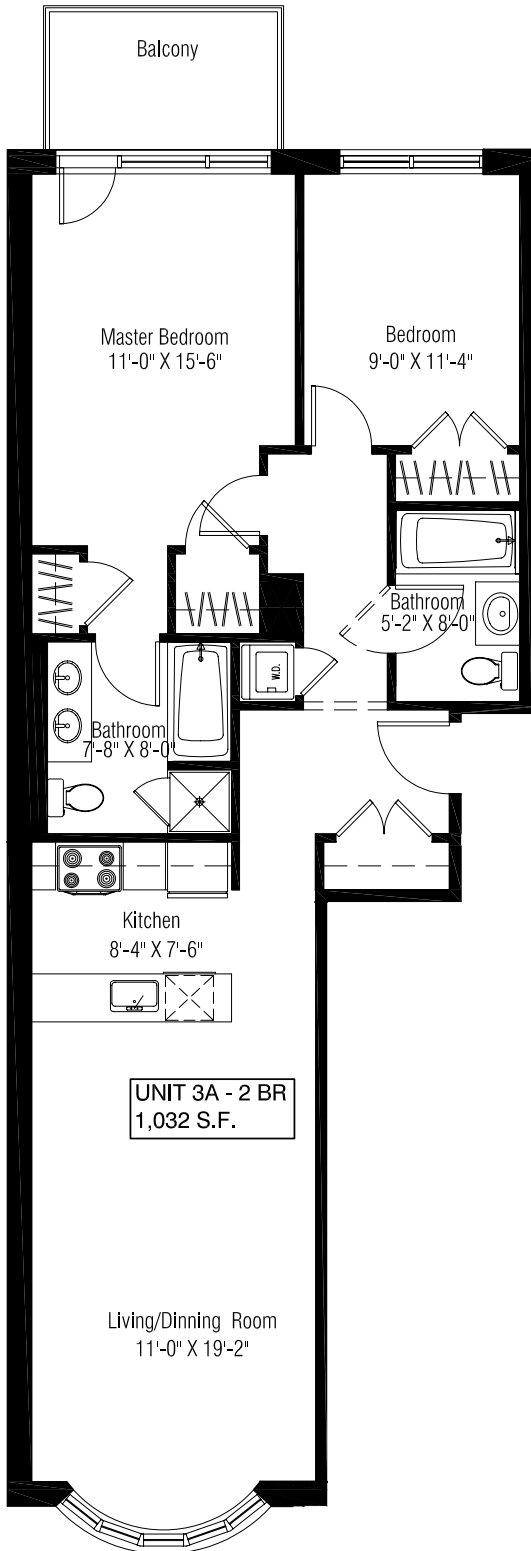 Balcony
Master Bedroom
11'-0" X 15'-6"
Bedroom
9'-0" X 11'-4"
Bathroom
5'-2" X 8'-0"
W.D.
Bathroom
7'-8" X 8'-0"
Kitchen
8'-4" X 7'-6"
UNIT 3A - 2 BR
1,032 S.F.
Living/Dinning Room
11'-0" X 19'-2"